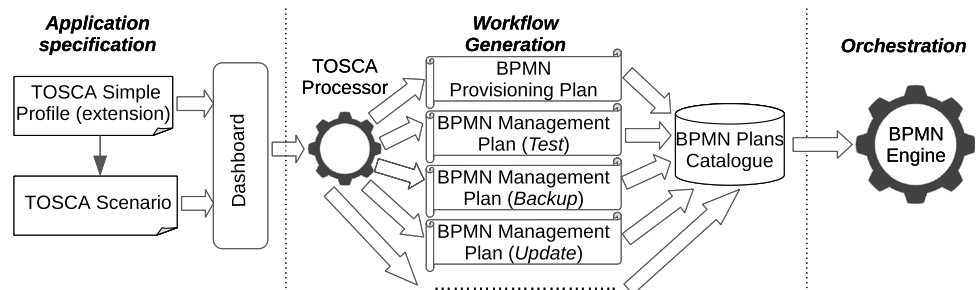 Application
specification
TOSCA Simple
Profile (extension)
TOSCA Scenario
Dashboard
Workflow
Generation
TOSCA
Processor
BPMN
Provisioning Plan
BPMN Management
Plan (Test)
BPMN Management
Plan (Backup)
BPMN Management
Plan (Update)
BPMN Plans
Catalogue
Orchestration
BPMN
Engine